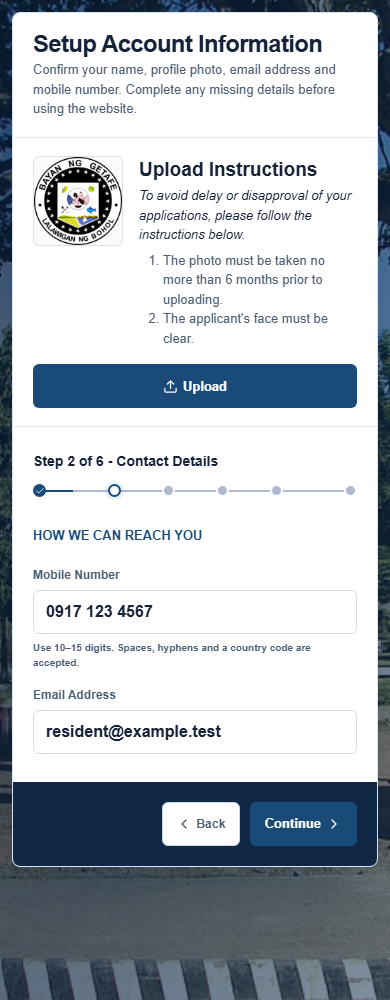 Setup Account Information
Confirm your name, profile photo, email address and
mobile number. Complete any missing details before
using the website.
BAYAN NG GETAFE
LALAWIGAN NG BOHOL
Upload Instructions
To avoid delay or disapproval of your
applications, please follow the
instructions below.
1. The photo must be taken no
more than 6 months prior to
uploading.
2. The applicant's face must be
clear.
Upload
Step 2 of 6 - Contact Details
HOW WE CAN REACH YOU
Mobile Number
0917 123 4567
Use 10–15 digits. Spaces, hyphens and a country code are
accepted.
Email Address
resident@example.test
Back
Continue